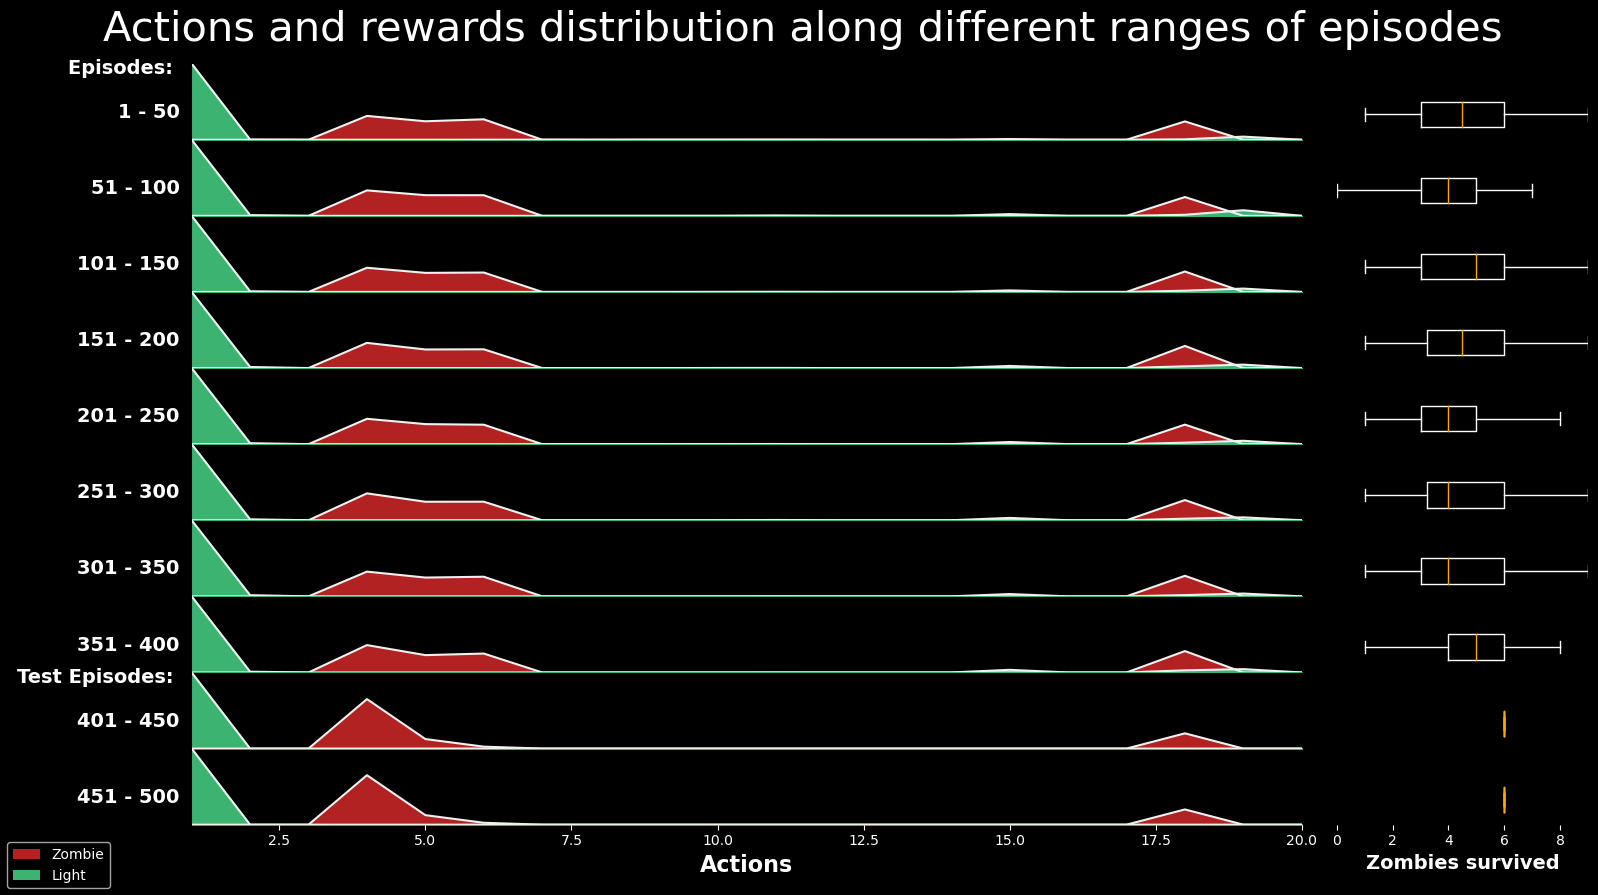 Actions and rewards distribution along different ranges of episodes
Episodes:
1 - 50
51 - 100
101 - 150
151 - 200
201 - 250
251 - 300
301 - 350
351 - 400
Test Episodes:
401 - 450
451 - 500
2.5 5.0 7.5 10.0 12.5 15.0 17.5 20.0 0 2 4 6 8
Actions
Zombies survived
Zombie
Light